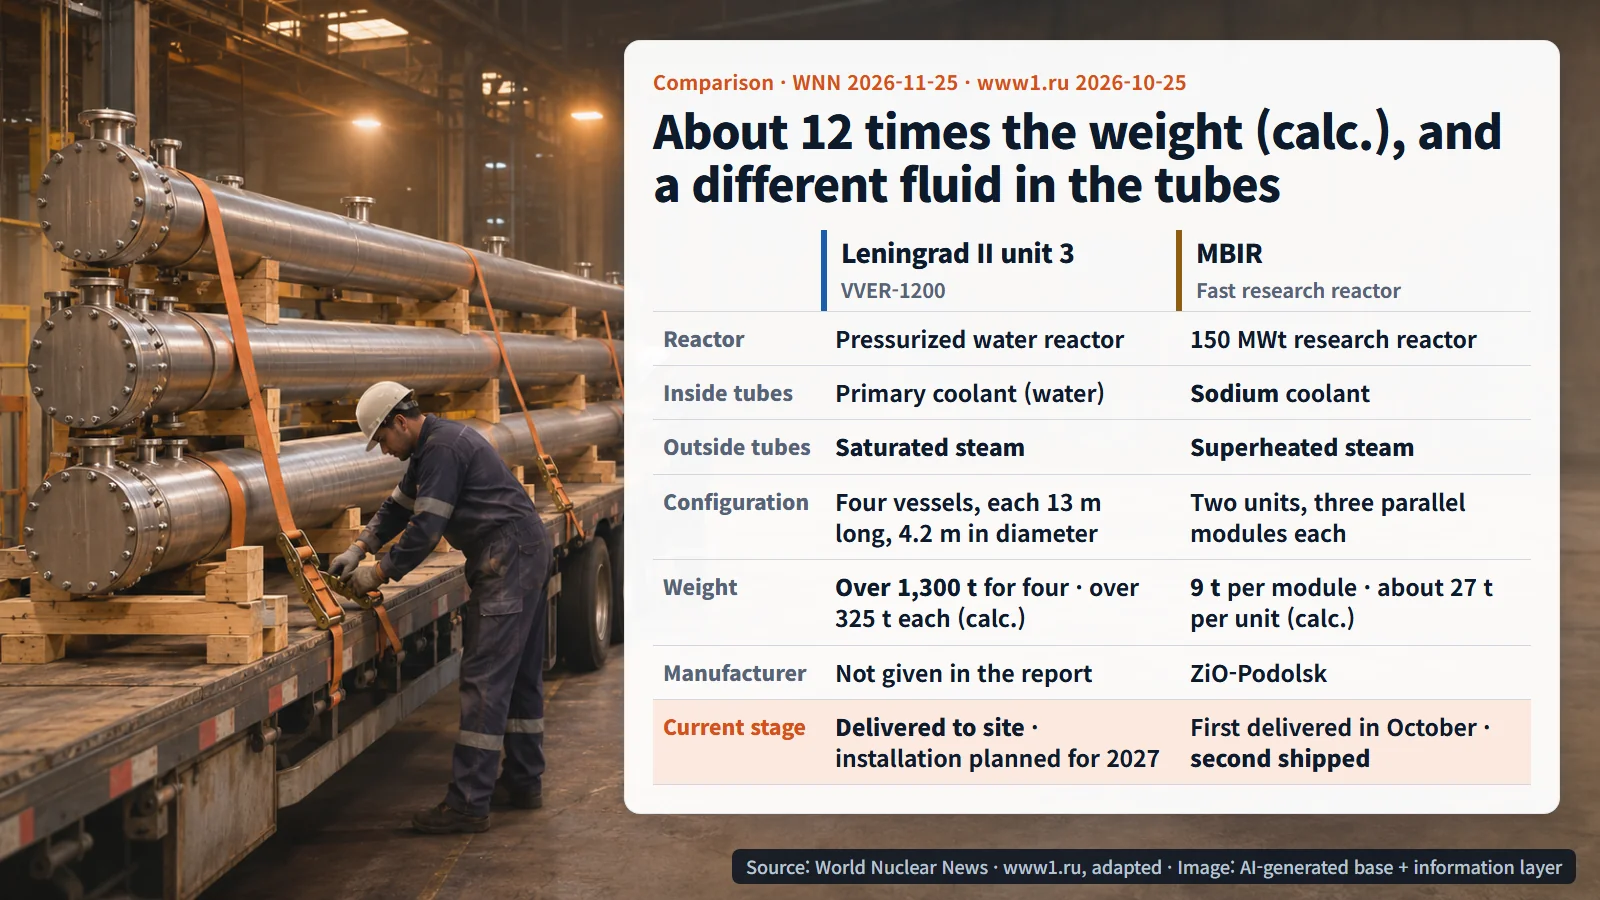 Comparison · WNN 2026-11-25 · www1.ru 2026-10-25
About 12 times the weight (calc.), and
a different fluid in the tubes
Leningrad II unit 3
VVER-1200
MBIR
Fast research reactor
Reactor
Pressurized water reactor
150 MWt research reactor
Inside tubes
Primary coolant (water)
Sodium coolant
Outside tubes
Saturated steam
Superheated steam
Configuration
Four vessels, each 13 m
long, 4.2 m in diameter
Two units, three parallel
modules each
Weight
Over 1,300 t for four · over
325 t each (calc.)
9 t per module · about 27 t
per unit (calc.)
Manufacturer
Not given in the report
ZiO-Podolsk
Current stage
Delivered to site ·
installation planned for 2027
First delivered in October ·
second shipped
Source: World Nuclear News · www1.ru, adapted · Image: AI-generated base + information layer